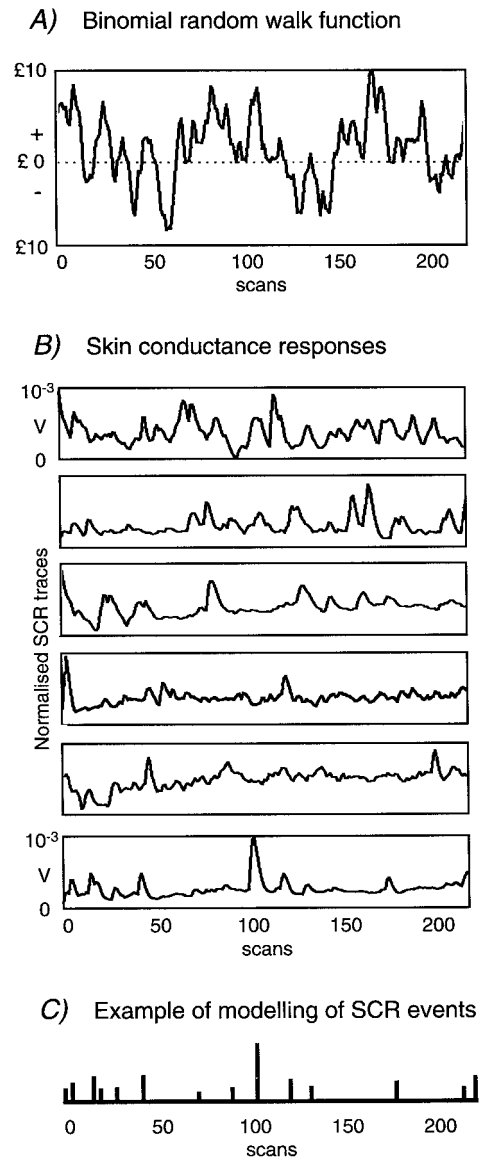 A) Binomial random walk function
£10
+
£ 0
-
£10
0 50 100 150 200
scans
B) Skin conductance responses
10-3
V
0
Normalised SCR traces
10-3
V
0
0 50 100 150 200
scans
C) Example of modelling of SCR events
0 50 100 150 200
scans